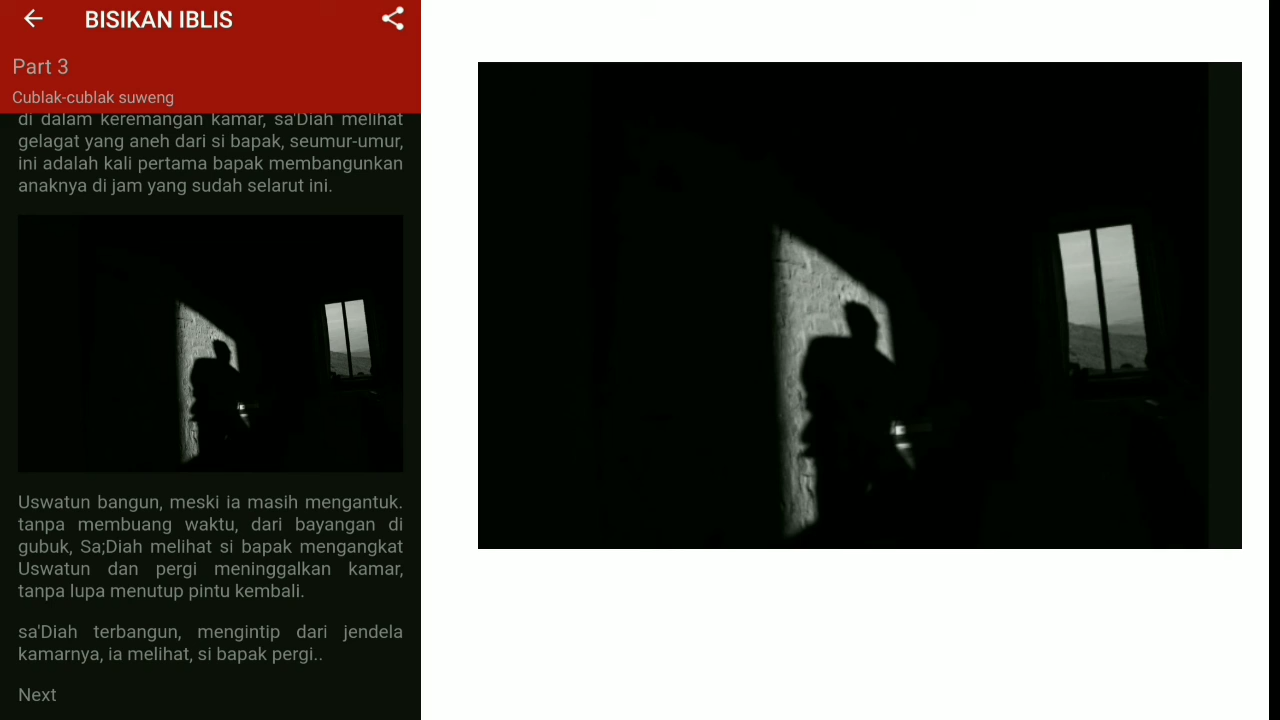 BISIKAN IBLIS
Part 3
Cublak-cublak suweng
di dalam keremangan kamar, sa'Diah melihat
gelagat yang aneh dari si bapak, seumur-umur,
ini adalah kali pertama bapak membangunkan
anaknya di jam yang sudah selarut ini.
Uswatun bangun, meski ia masih mengantuk.
tanpa membuang waktu, dari bayangan di
gubuk, Sa;Diah melihat si bapak mengangkat
Uswatun dan pergi meninggalkan kamar,
tanpa lupa menutup pintu kembali.
sa'Diah terbangun, mengintip dari jendela
kamarnya, ia melihat, si bapak pergi..
Next